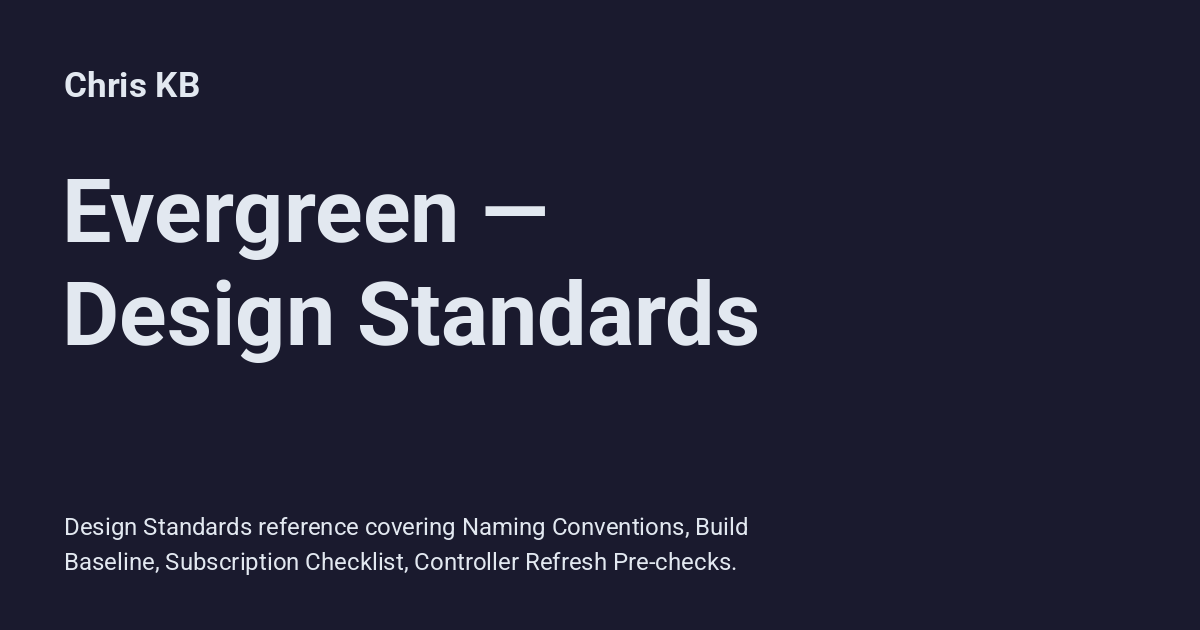 Chris KB
Evergreen —
Design Standards
Design Standards reference covering Naming Conventions, Build
Baseline, Subscription Checklist, Controller Refresh Pre-checks.